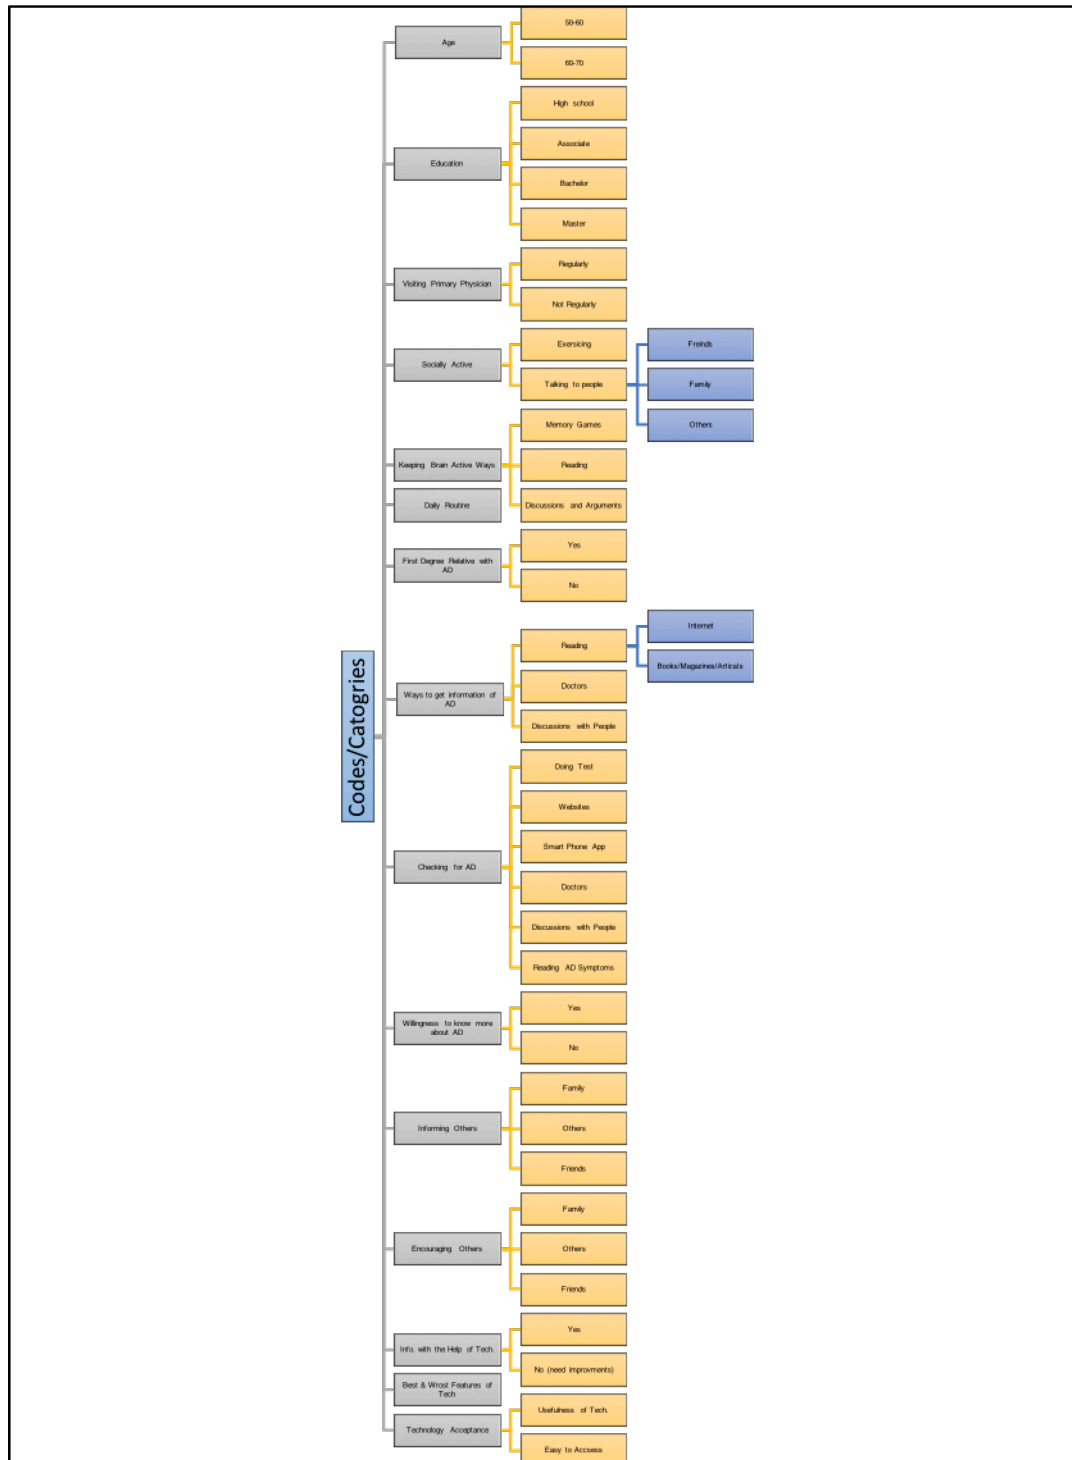 Codes/Catogries
Age
50-60
60-70
Education
High school
Associate
Bachelor
Master
Visiting Primary Physician
Regularly
Not Regularly
Socially Active
Exersicing
Talking to people
Freinds
Family
Others
Keeping Brain Active Ways
Memory Games
Reading
Discussions and Arguments
Daily Routine
First Degree Relative with
AD
Yes
No
Ways to get information of
AD
Reading
Internet
Books/Magazines/Articals
Doctors
Discussions with People
Checking for AD
Doing Test
Websites
Smart Phone App
Doctors
Discussions with People
Reading AD Symptoms
Willingness to know more
about AD
Yes
No
Informing Others
Family
Others
Friends
Encouraging Others
Family
Others
Friends
Info. with the Help of Tech.
Yes
No (need improvments)
Best & Wrost Features of
Tech
Technology Acceptance
Usefulness of Tech.
Easy to Accsess